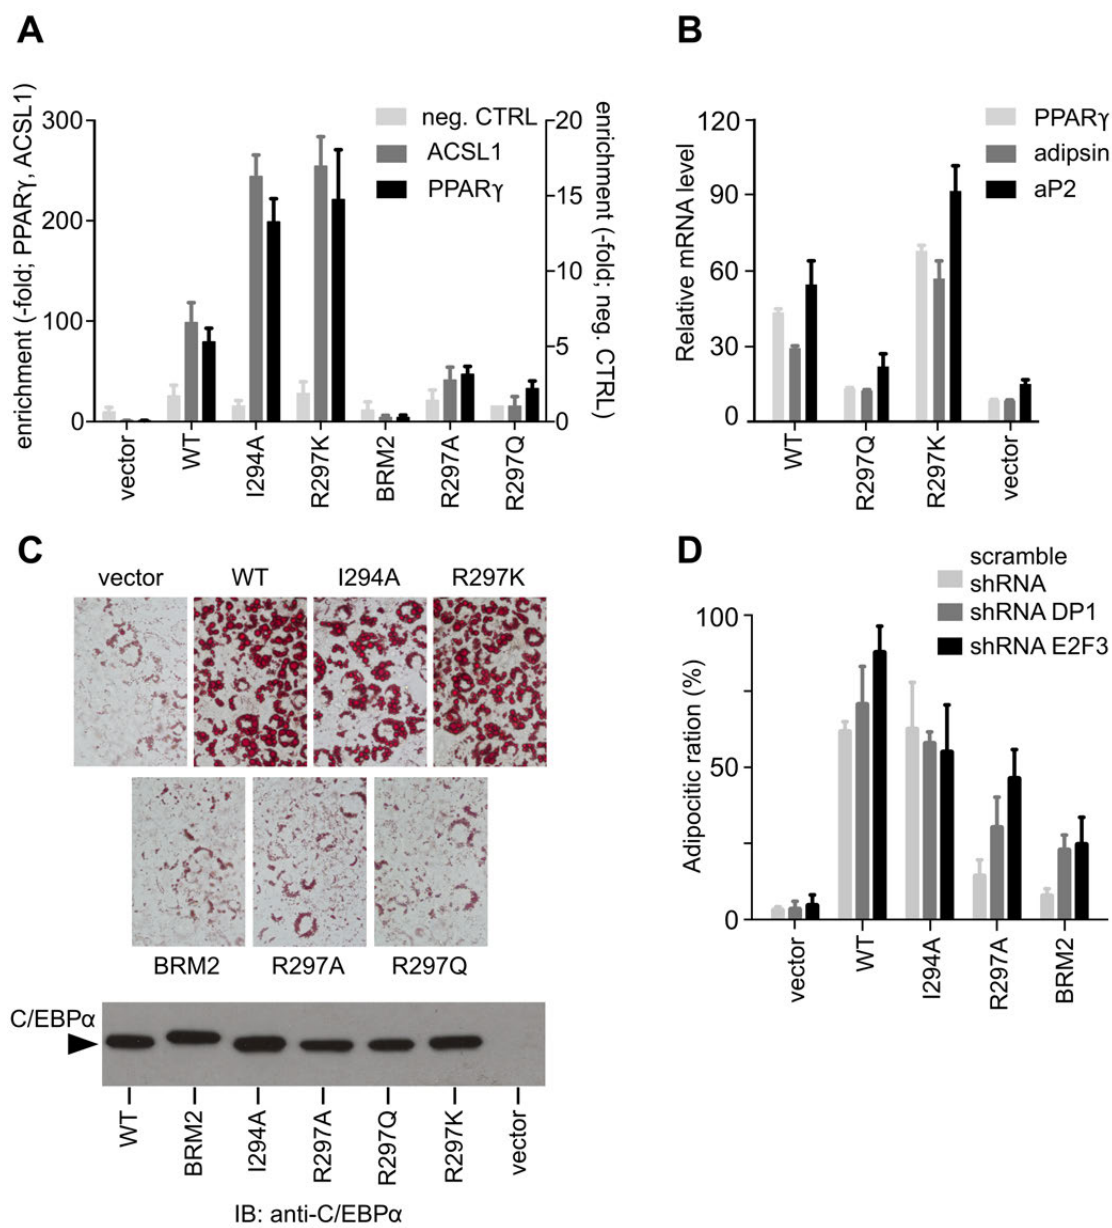 A
enrichment (-fold; PPARγ, ACSL1)
300
200
100
0
neg. CTRL
ACSL1
PPARγ
20
15
10
5
0
enrichment (-fold; neg. CTRL)
vector
WT
I294A
R297K
BRM2
R297A
R297Q
B
Relative mRNA level
120
90
60
30
0
PPARγ
adipsin
aP2
WT
R297Q
R297K
vector
C
vector WT I294A R297K
BRM2 R297A R297Q
C/EBPα
WT
BRM2
I294A
R297A
R297Q
R297K
vector
IB: anti-C/EBPα
D
scramble
shRNA
shRNA DP1
shRNA E2F3
Adipocitic ration (%)
100
50
0
vector
WT
I294A
R297A
BRM2